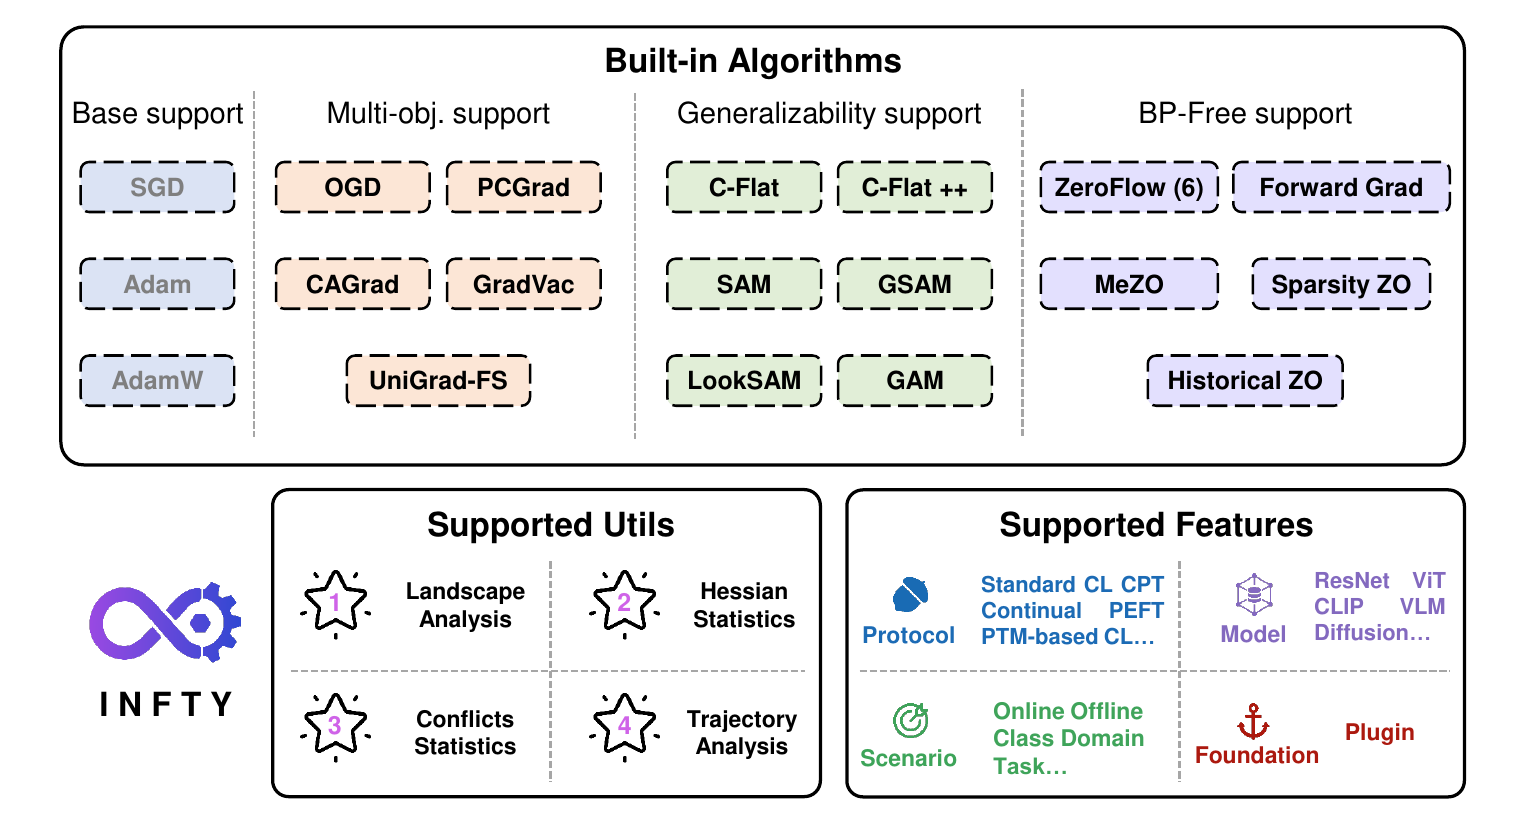 Built-in Algorithms
Base support
Multi-obj. support
Generalizability support
BP-Free support
SGD
OGD
PCGrad
C-Flat
C-Flat ++
ZeroFlow (6)
Forward Grad
Adam
CAGrad
GradVac
SAM
GSAM
MeZO
Sparsity ZO
AdamW
UniGrad-FS
LookSAM
GAM
Historical ZO
INFTY
Supported Utils
1
Landscape
Analysis
2
Hessian
Statistics
3
Conflicts
Statistics
4
Trajectory
Analysis
Supported Features
Protocol
Standard CL CPT
Continual PEFT
PTM-based CL...
Model
ResNet ViT
CLIP VLM
Diffusion...
Scenario
Online Offline
Class Domain
Task...
Foundation
Plugin